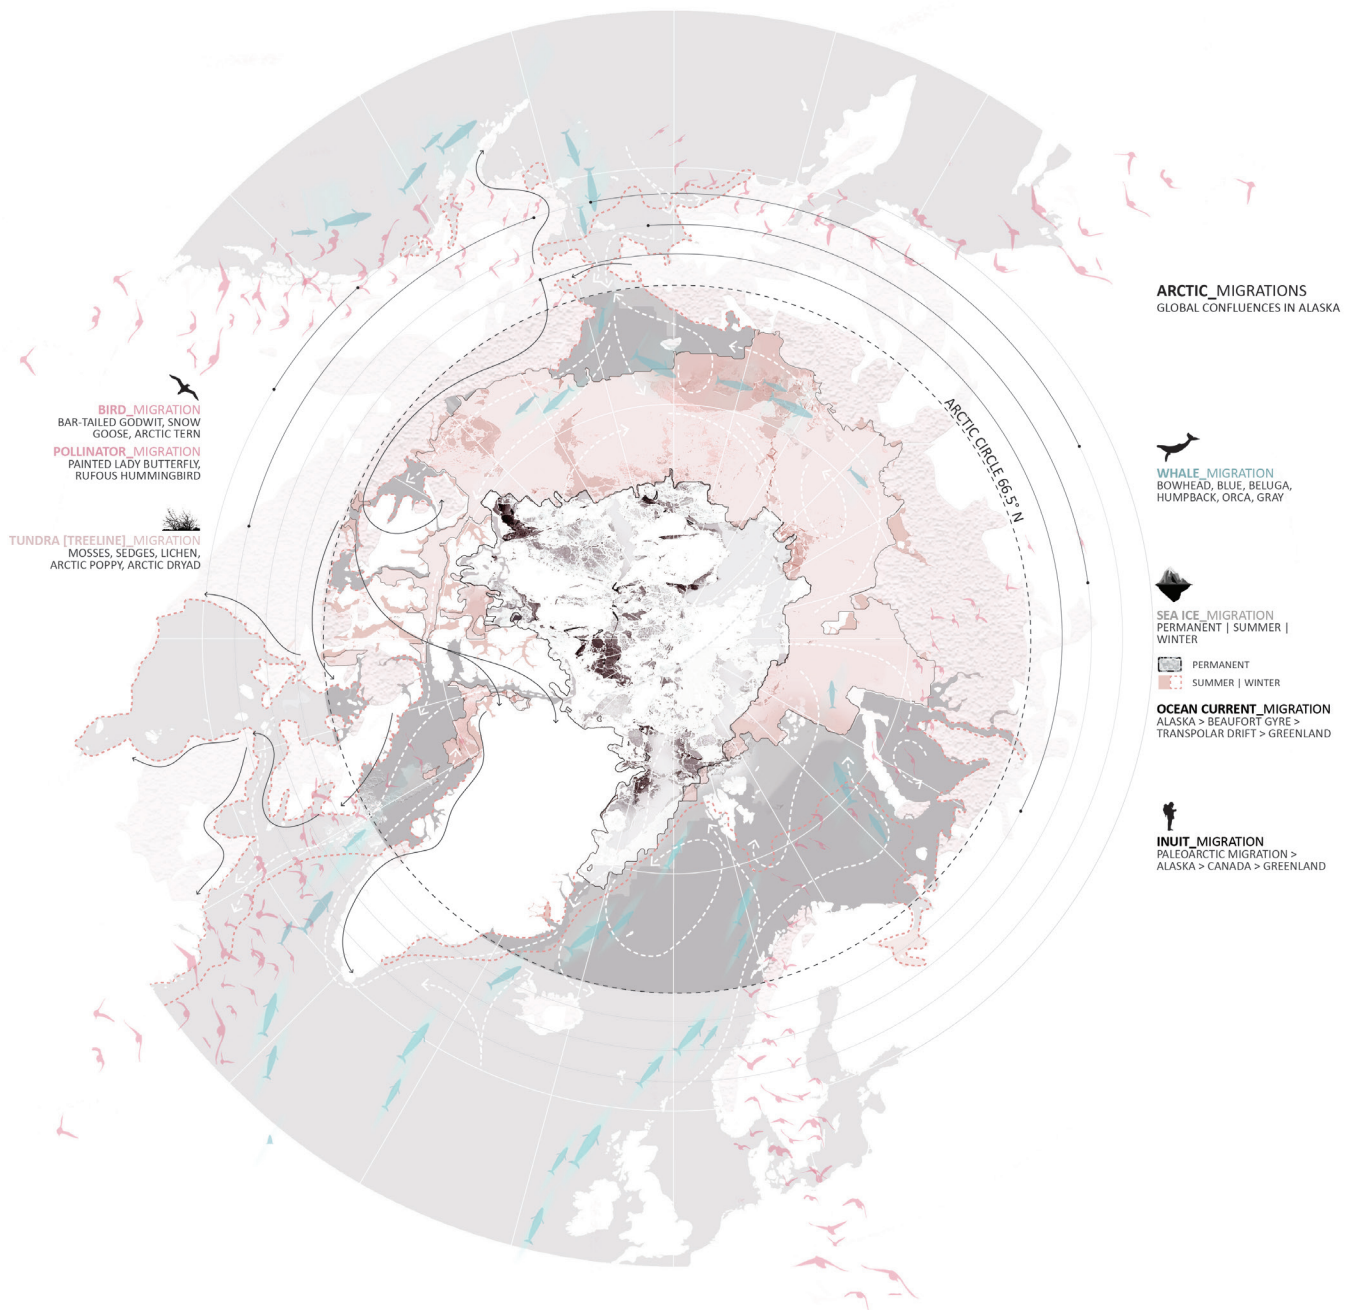 ARCTIC_MIGRATIONS
GLOBAL CONFLUENCES IN ALASKA
BIRD_MIGRATION
BAR-TAILED GODWIT, SNOW
GOOSE, ARCTIC TERN
POLLINATOR_MIGRATION
PAINTED LADY BUTTERFLY,
RUFOUS HUMMINGBIRD
TUNDRA [TREELINE]_MIGRATION
MOSSES, SEDGES, LICHEN,
ARCTIC POPPY, ARCTIC DRYAD
ARCTIC CIRCLE 66.5° N
WHALE_MIGRATION
BOWHEAD, BLUE, BELUGA,
HUMPBACK, ORCA, GRAY
SEA ICE_MIGRATION
PERMANENT | SUMMER |
WINTER
PERMANENT
SUMMER | WINTER
OCEAN CURRENT_MIGRATION
ALASKA > BEAUFORT GYRE >
TRANSPOLAR DRIFT > GREENLAND
INUIT_MIGRATION
PALEOARCTIC MIGRATION >
ALASKA > CANADA > GREENLAND